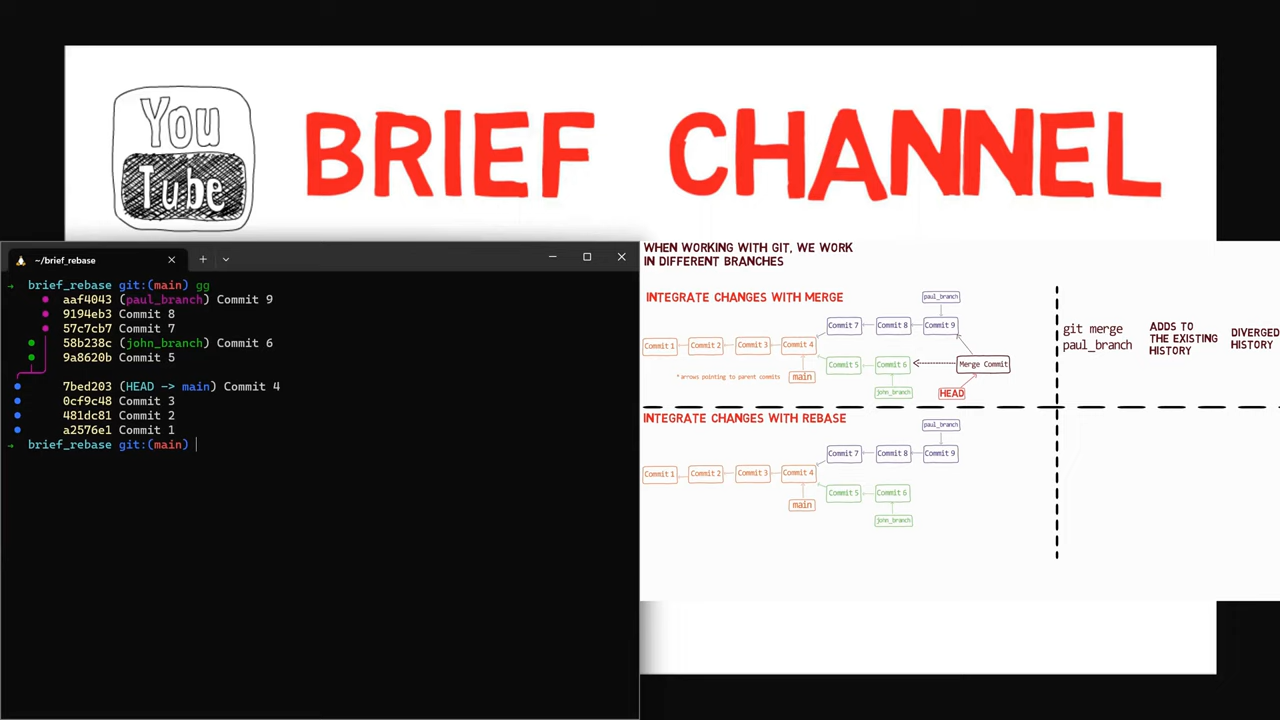 You
Tube
BRIEF CHANNEL
~/brief_rebase
brief_rebase git:(main) gg
aaf4043 (paul_branch) Commit 9
9194eb3 Commit 8
57c7cb7 Commit 7
58b238c (john_branch) Commit 6
9a8620b Commit 5
7bed203 (HEAD -> main) Commit 4
0cf9c48 Commit 3
481dc81 Commit 2
a2576e1 Commit 1
brief_rebase git:(main)
WHEN WORKING WITH GIT, WE WORK
IN DIFFERENT BRANCHES
INTEGRATE CHANGES WITH MERGE
paul_branch
Commit 7 Commit 8 Commit 9
Commit 1 Commit 2 Commit 3 Commit 4
Commit 5 Commit 6 Merge Commit
*arrows pointing to parent commits
main
john_branch
HEAD
git merge
paul_branch
ADDS TO
THE EXISTING
HISTORY
DIVERGED
HISTORY
INTEGRATE CHANGES WITH REBASE
paul_branch
Commit 7 Commit 8 Commit 9
Commit 1 Commit 2 Commit 3 Commit 4
Commit 5 Commit 6
main
john_branch